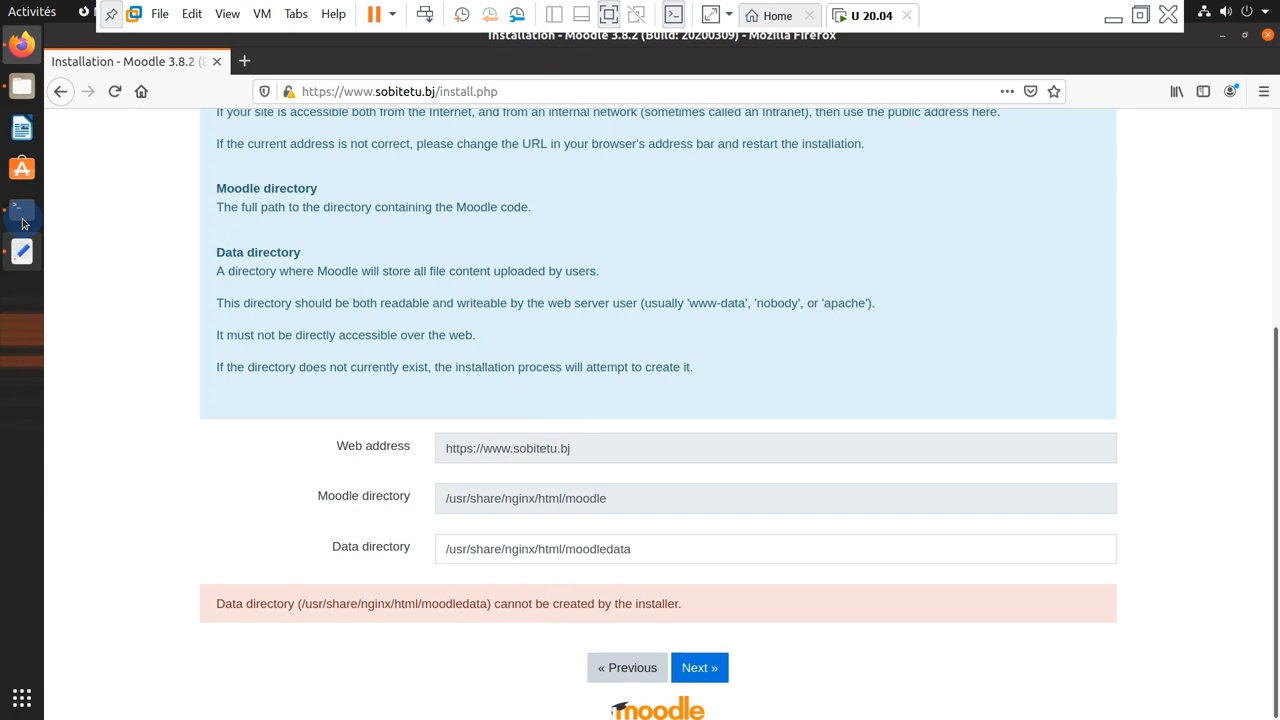 Activités
File Edit View VM Tabs Help
Home
U 20.04
Installation - Moodle 3.8.2 (Build: 20200309) - Mozilla Firefox
Installation - Moodle 3.8.2 (
https://www.sobitetu.bj/install.php
If your site is accessible both from the Internet, and from an internal network (sometimes called an Intranet), then use the public address here.
If the current address is not correct, please change the URL in your browser's address bar and restart the installation.
Moodle directory
The full path to the directory containing the Moodle code.
Data directory
A directory where Moodle will store all file content uploaded by users.
This directory should be both readable and writeable by the web server user (usually 'www-data', 'nobody', or 'apache').
It must not be directly accessible over the web.
If the directory does not currently exist, the installation process will attempt to create it.
Web address https://www.sobitetu.bj
Moodle directory /usr/share/nginx/html/moodle
Data directory /usr/share/nginx/html/moodledata
Data directory (/usr/share/nginx/html/moodledata) cannot be created by the installer.
« Previous Next »
moodle